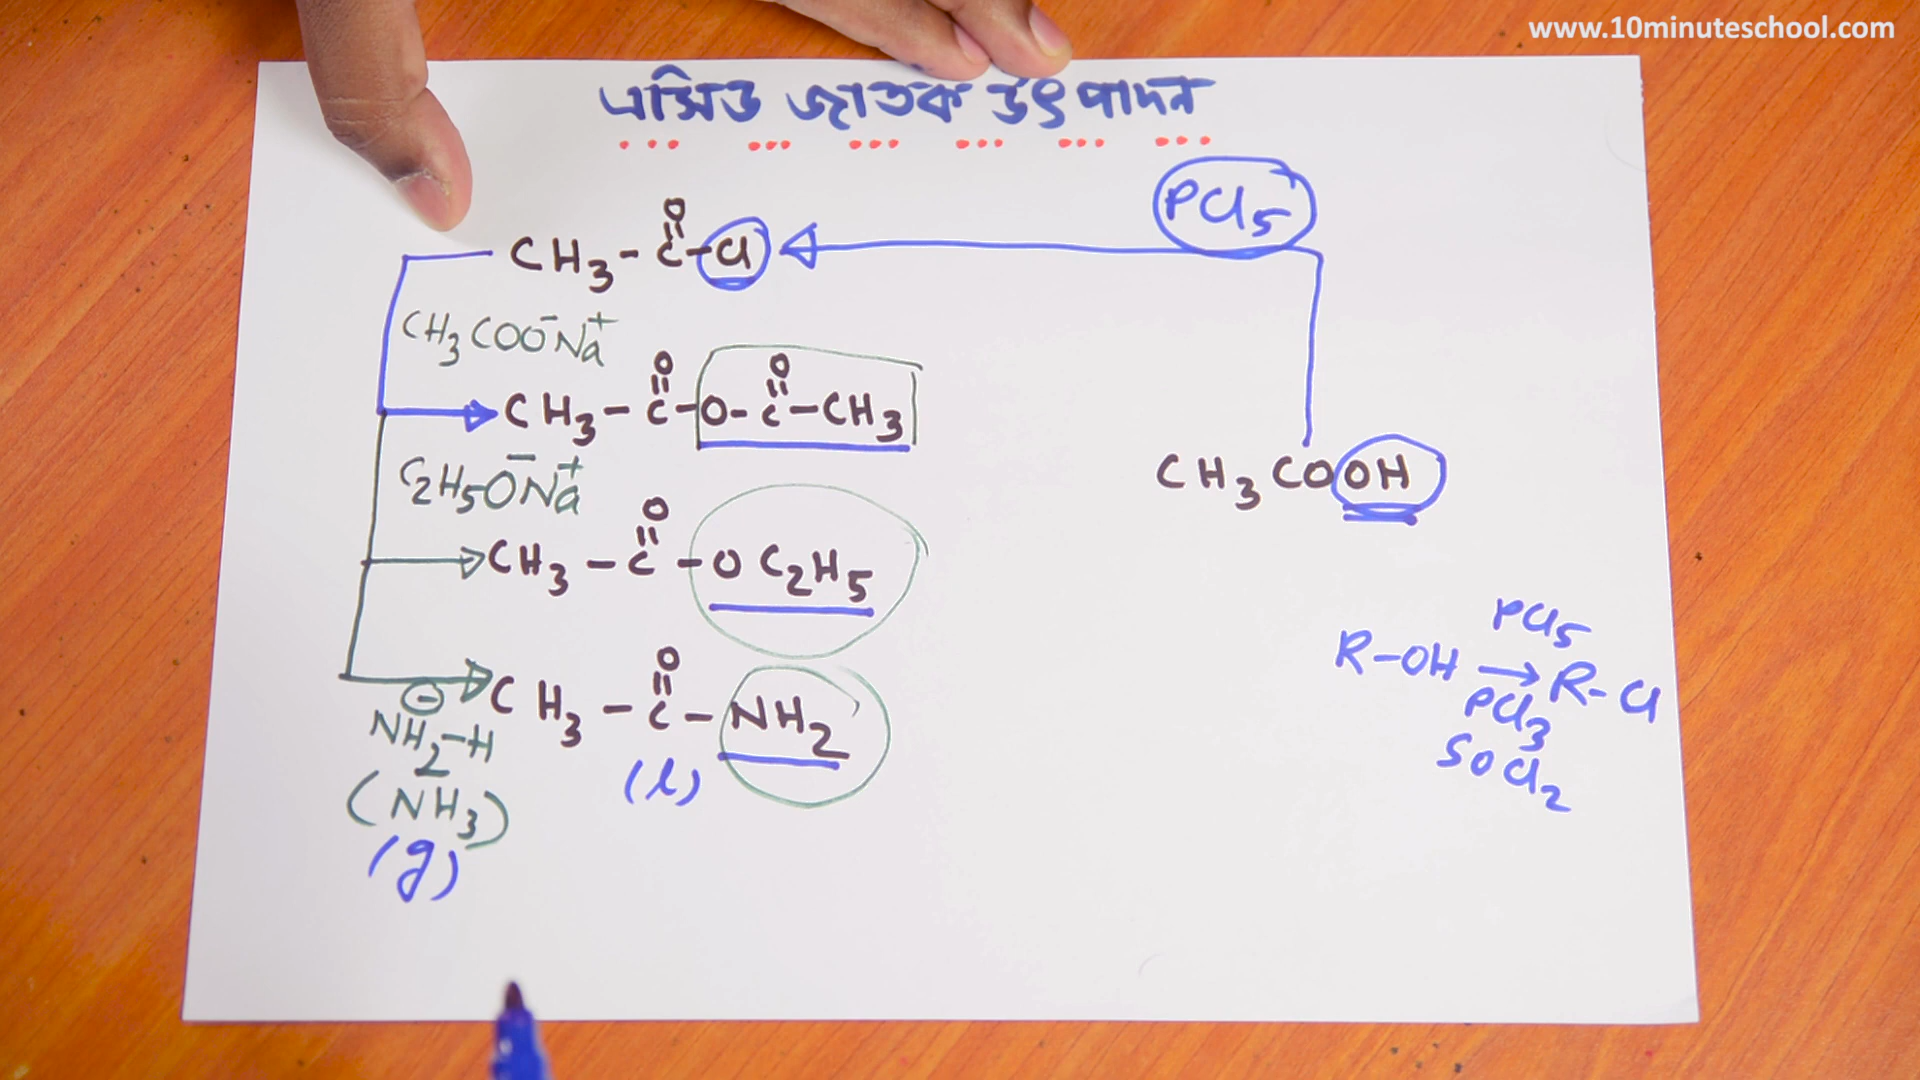 www.10minuteschool.com
এসিড জাতক উৎপাদন
PCl5
O
CH3-C-Cl
CH3COO-Na+
O O
CH3-C-O-C-CH3
CH3COOH
C2H5O-Na+
O
CH3-C-OC2H5
PCl5
R-OH → R-Cl
PCl3
SOCl2
O
CH3-C-NH2
-
NH2-H
(l)
(NH3)
(g)